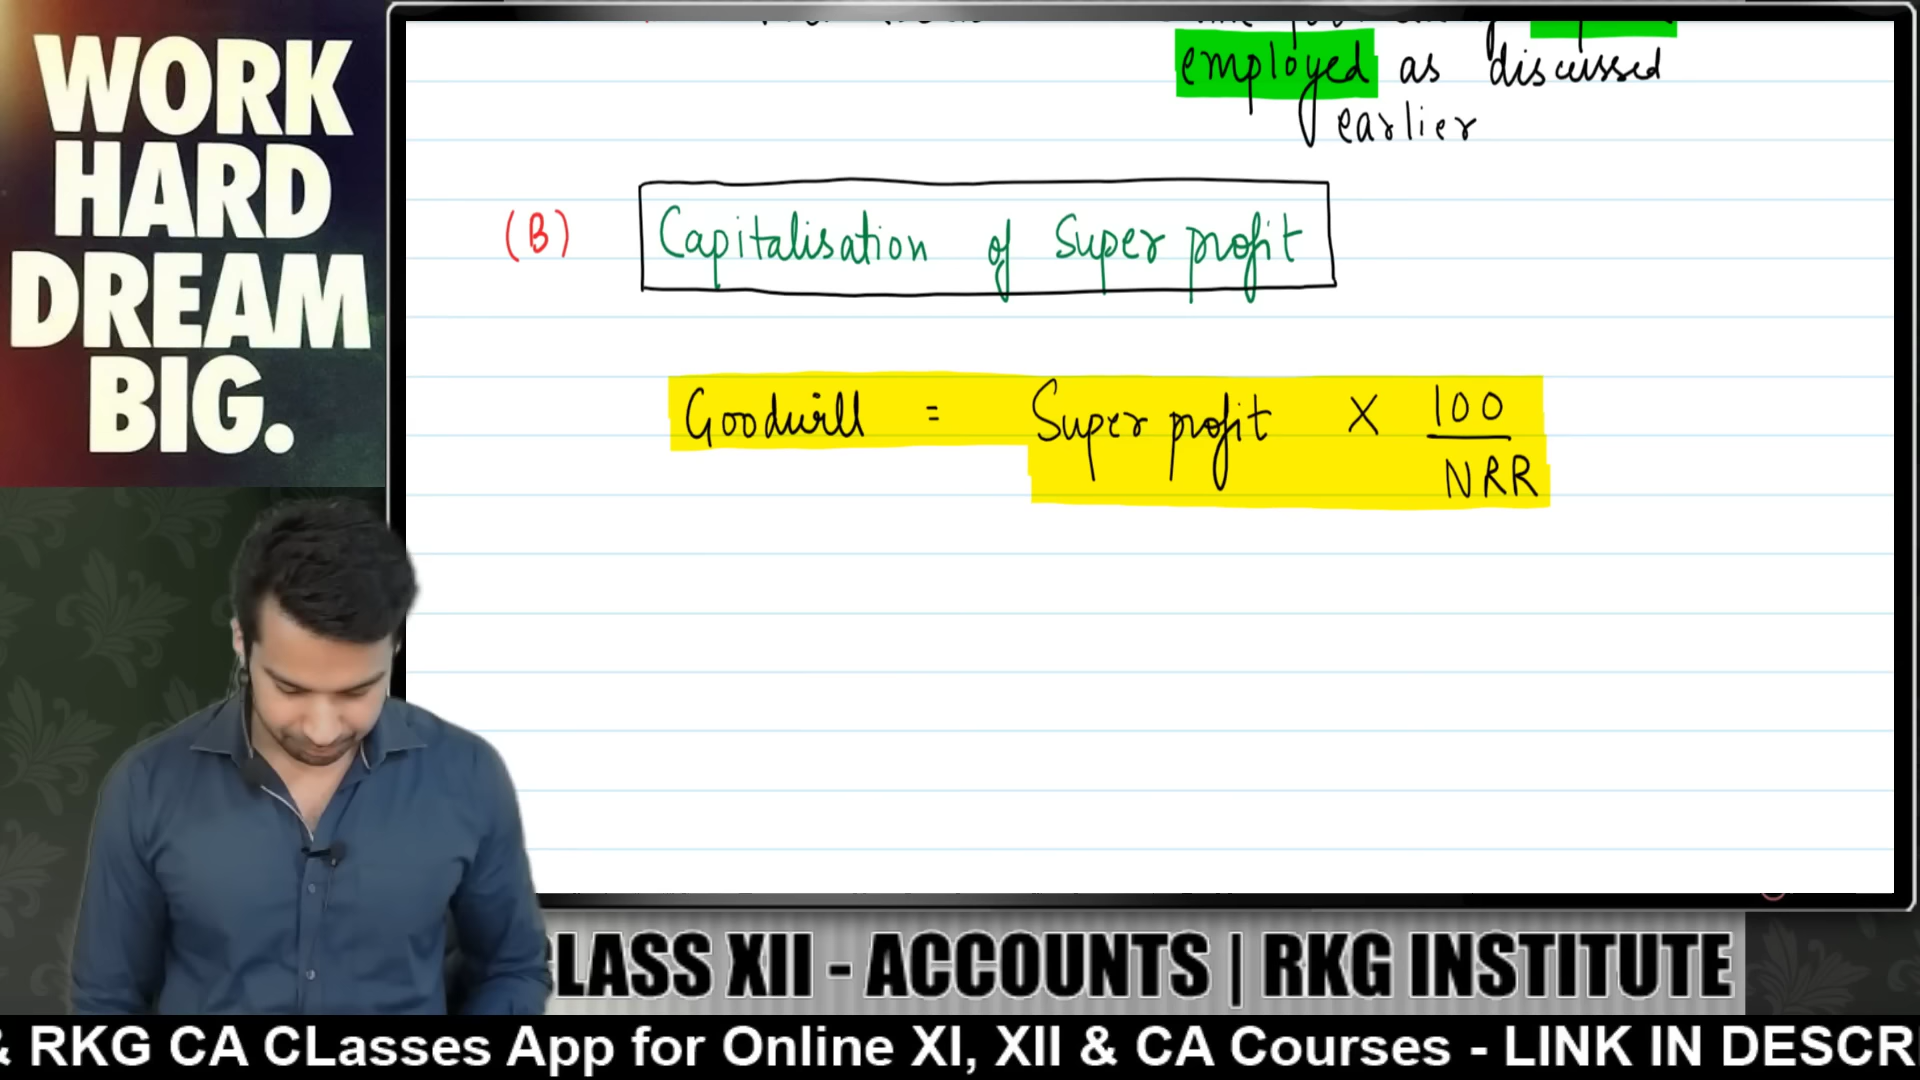 WORK
HARD
DREAM
BIG.
employed as discussed
earlier
(B) Capitalisation of Super profit
Goodwill = Super profit X 100
NRR
CLASS XII - ACCOUNTS | RKG INSTITUTE
& RKG CA CLasses App for Online XI, XII & CA Courses - LINK IN DESCR